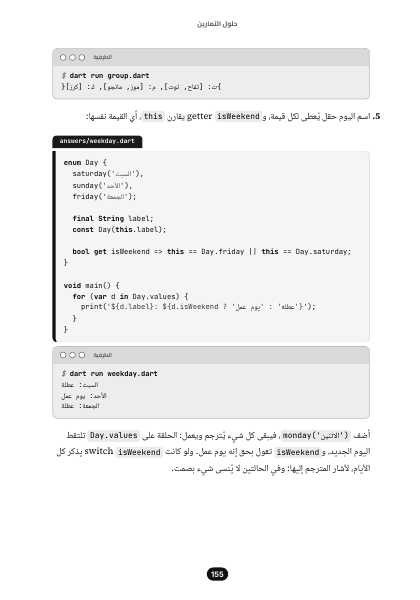 حلول التمارين
الطرفية
$ dart run group.dart
{ت: [تفاح, توت], م: [موز, مانجو], ك: [كرز]}
5. اسم اليوم حقل يُعطى لكل قيمة، و isWeekend getter يقارن this ، أي القيمة نفسها:
answers/weekday.dart
enum Day {
saturday('السبت'),
sunday('الأحد'),
friday('الجمعة');
final String label;
const Day(this.label);
bool get isWeekend => this == Day.friday || this == Day.saturday;
}
void main() {
for (var d in Day.values) {
print('${d.label}: ${d.isWeekend ? 'عطلة' : 'يوم عمل'}');
}
}
الطرفية
$ dart run weekday.dart
السبت: عطلة
الأحد: يوم عمل
الجمعة: عطلة
أضف monday('الاثنين') ، فيبقى كل شيء يُترجم ويعمل: الحلقة على Day.values تلتقط
اليوم الجديد، و isWeekend تقول بحق إنه يوم عمل. ولو كانت isWeekend switch يذكر كل
الأيام، لأشار المترجم إليها: وفي الحالتين لا يُنسى شيء بصمت.
155